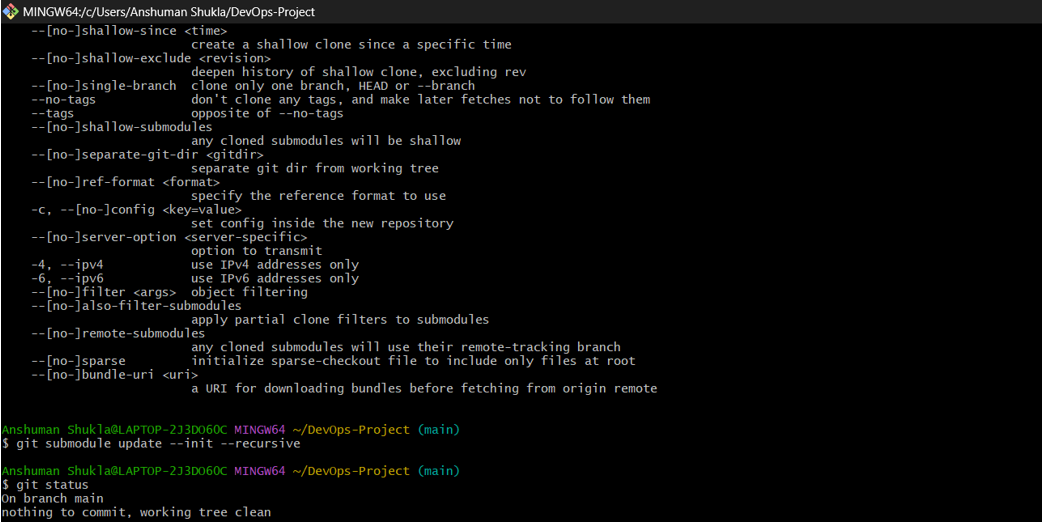 MINGW64:/c/Users/Anshuman Shukla/DevOps-Project
--[no-]shallow-since <time>
create a shallow clone since a specific time
--[no-]shallow-exclude <revision>
deepen history of shallow clone, excluding rev
--[no-]single-branch  clone only one branch, HEAD or --branch
--no-tags             don't clone any tags, and make later fetches not to follow them
--tags                opposite of --no-tags
--[no-]shallow-submodules
any cloned submodules will be shallow
--[no-]separate-git-dir <gitdir>
separate git dir from working tree
--[no-]ref-format <format>
specify the reference format to use
-c, --[no-]config <key=value>
set config inside the new repository
--[no-]server-option <server-specific>
option to transmit
-4, --ipv4            use IPv4 addresses only
-6, --ipv6            use IPv6 addresses only
--[no-]filter <args>  object filtering
--[no-]also-filter-submodules
apply partial clone filters to submodules
--[no-]remote-submodules
any cloned submodules will use their remote-tracking branch
--[no-]sparse         initialize sparse-checkout file to include only files at root
--[no-]bundle-uri <uri>
a URI for downloading bundles before fetching from origin remote
Anshuman Shukla@LAPTOP-2J3DO60C MINGW64 ~/DevOps-Project (main)
$ git submodule update --init --recursive
Anshuman Shukla@LAPTOP-2J3DO60C MINGW64 ~/DevOps-Project (main)
$ git status
On branch main
nothing to commit, working tree clean